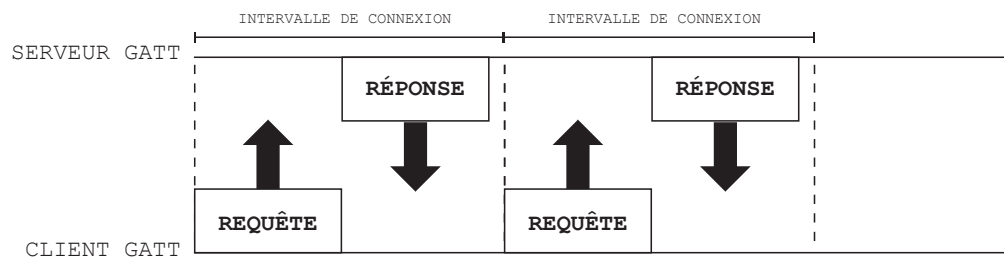 INTERVALLE DE CONNEXION INTERVALLE DE CONNEXION
SERVEUR GATT
RÉPONSE RÉPONSE
REQUÊTE REQUÊTE
CLIENT GATT